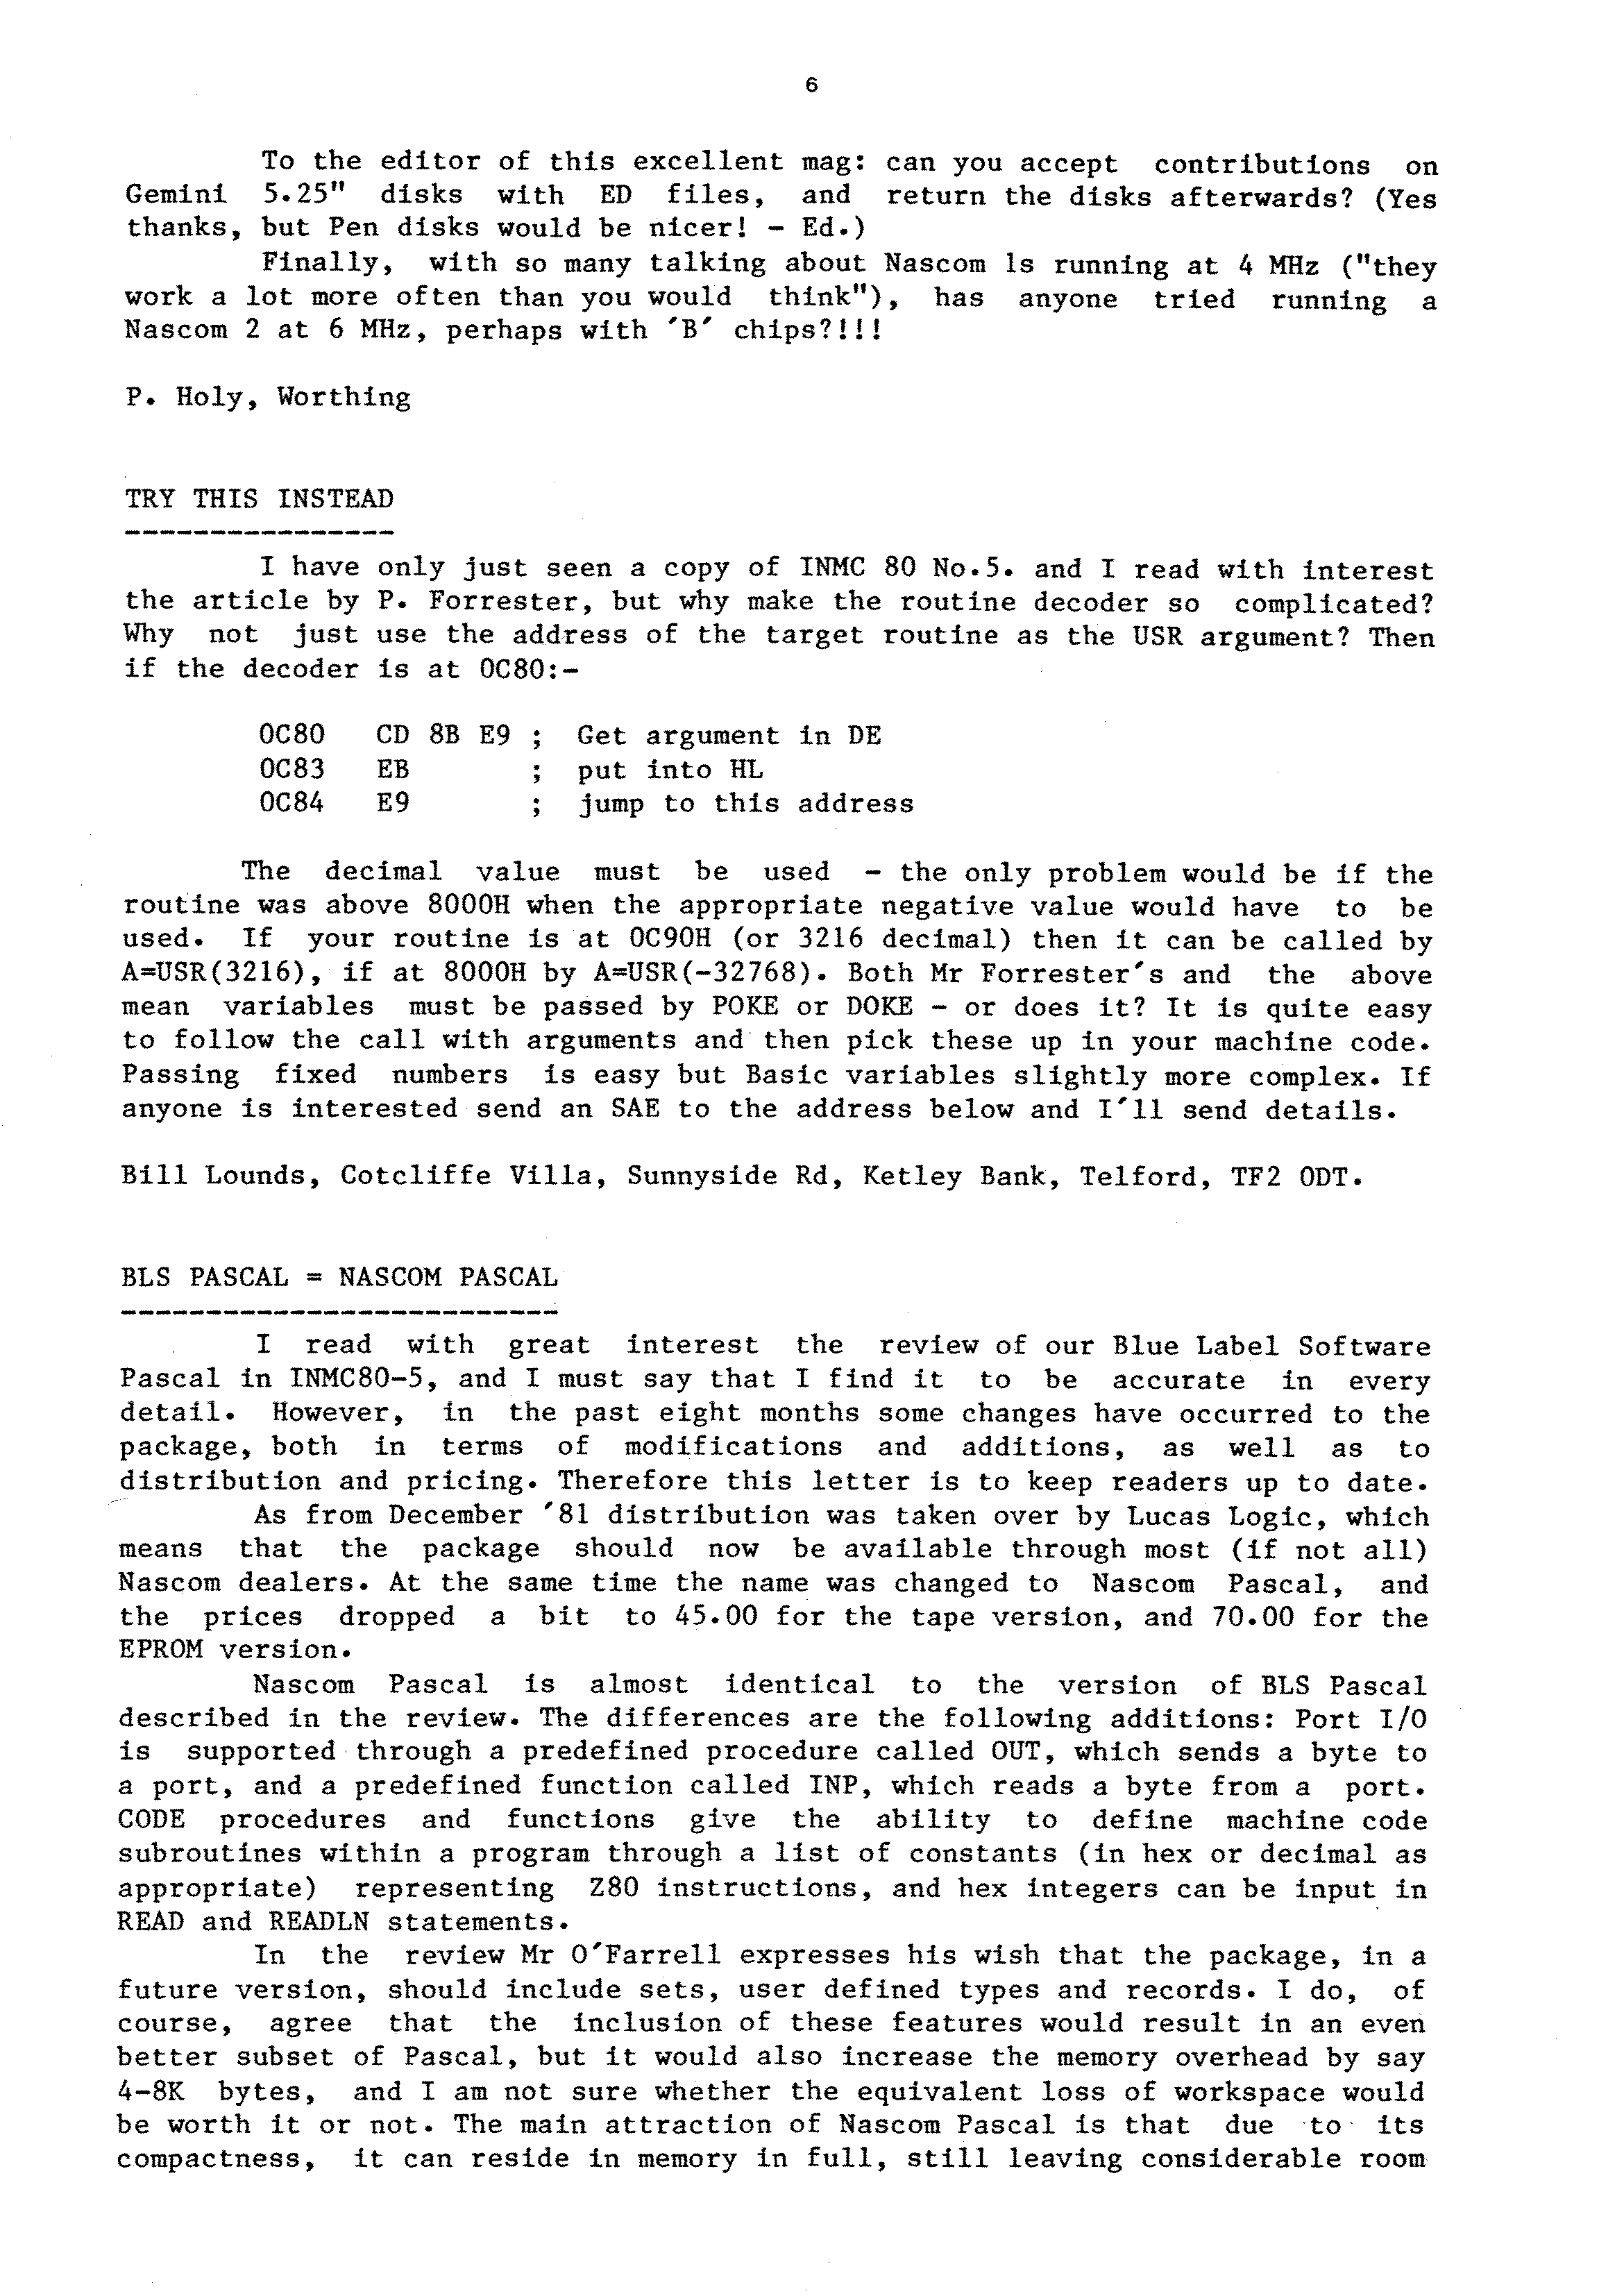 6
To the editor of this excellent mag: can you accept contributions on
Gemini 5.25" disks with ED files, and return the disks afterwards? (Yes
thanks, but Pen disks would be nicer! - Ed.)
Finally, with so many talking about Nascom 1s running at 4 MHz ("they
work a lot more often than you would think"), has anyone tried running a
Nascom 2 at 6 MHz, perhaps with 'B' chips?!!!
P. Holy, Worthing
TRY THIS INSTEAD
----------------
I have only just seen a copy of INMC 80 No.5. and I read with interest
the article by P. Forrester, but why make the routine decoder so complicated?
Why not just use the address of the target routine as the USR argument? Then
if the decoder is at 0C80:-
0C80 CD 8B E9 ; Get argument in DE
0C83 EB ; put into HL
0C84 E9 ; jump to this address
The decimal value must be used - the only problem would be if the
routine was above 8000H when the appropriate negative value would have to be
used. If your routine is at 0C90H (or 3216 decimal) then it can be called by
A=USR(3216), if at 8000H by A=USR(-32768). Both Mr Forrester's and the above
mean variables must be passed by POKE or DOKE - or does it? It is quite easy
to follow the call with arguments and then pick these up in your machine code.
Passing fixed numbers is easy but Basic variables slightly more complex. If
anyone is interested send an SAE to the address below and I'll send details.
Bill Lounds, Cotcliffe Villa, Sunnyside Rd, Ketley Bank, Telford, TF2 0DT.
BLS PASCAL = NASCOM PASCAL
--------------------------
I read with great interest the review of our Blue Label Software
Pascal in INMC80-5, and I must say that I find it to be accurate in every
detail. However, in the past eight months some changes have occurred to the
package, both in terms of modifications and additions, as well as to
distribution and pricing. Therefore this letter is to keep readers up to date.
As from December '81 distribution was taken over by Lucas Logic, which
means that the package should now be available through most (if not all)
Nascom dealers. At the same time the name was changed to Nascom Pascal, and
the prices dropped a bit to 45.00 for the tape version, and 70.00 for the
EPROM version.
Nascom Pascal is almost identical to the version of BLS Pascal
described in the review. The differences are the following additions: Port I/O
is supported through a predefined procedure called OUT, which sends a byte to
a port, and a predefined function called INP, which reads a byte from a port.
CODE procedures and functions give the ability to define machine code
subroutines within a program through a list of constants (in hex or decimal as
appropriate) representing Z80 instructions, and hex integers can be input in
READ and READLN statements.
In the review Mr O'Farrell expresses his wish that the package, in a
future version, should include sets, user defined types and records. I do, of
course, agree that the inclusion of these features would result in an even
better subset of Pascal, but it would also increase the memory overhead by say
4-8K bytes, and I am not sure whether the equivalent loss of workspace would
be worth it or not. The main attraction of Nascom Pascal is that due to its
compactness, it can reside in memory in full, still leaving considerable room